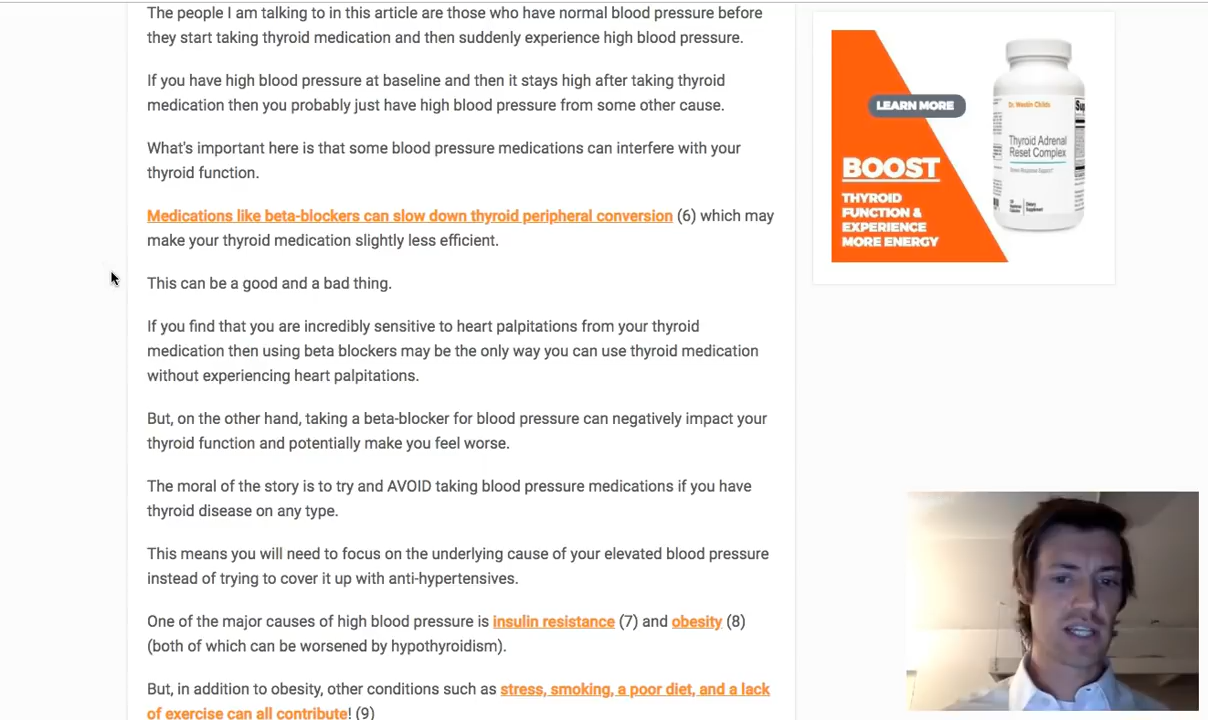 The people I am talking to in this article are those who have normal blood pressure before
they start taking thyroid medication and then suddenly experience high blood pressure.
If you have high blood pressure at baseline and then it stays high after taking thyroid
medication then you probably just have high blood pressure from some other cause.
What's important here is that some blood pressure medications can interfere with your
thyroid function.
Medications like beta-blockers can slow down thyroid peripheral conversion (6) which may
make your thyroid medication slightly less efficient.
This can be a good and a bad thing.
If you find that you are incredibly sensitive to heart palpitations from your thyroid
medication then using beta blockers may be the only way you can use thyroid medication
without experiencing heart palpitations.
But, on the other hand, taking a beta-blocker for blood pressure can negatively impact your
thyroid function and potentially make you feel worse.
The moral of the story is to try and AVOID taking blood pressure medications if you have
thyroid disease on any type.
This means you will need to focus on the underlying cause of your elevated blood pressure
instead of trying to cover it up with anti-hypertensives.
One of the major causes of high blood pressure is insulin resistance (7) and obesity (8)
(both of which can be worsened by hypothyroidism).
But, in addition to obesity, other conditions such as stress, smoking, a poor diet, and a lack
of exercise can all contribute! (9)
LEARN MORE
BOOST
THYROID
FUNCTION &
EXPERIENCE
MORE ENERGY
Dr. Westin Childs
Thyroid Adrenal
Reset Complex